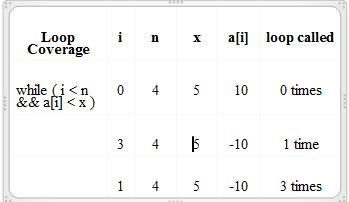 Loop Coverage i n x a[i] loop called
while ( i < n && a[i] < x ) 0 4 5 10 0 times
3 4 5 -10 1 time
1 4 5 -10 3 times